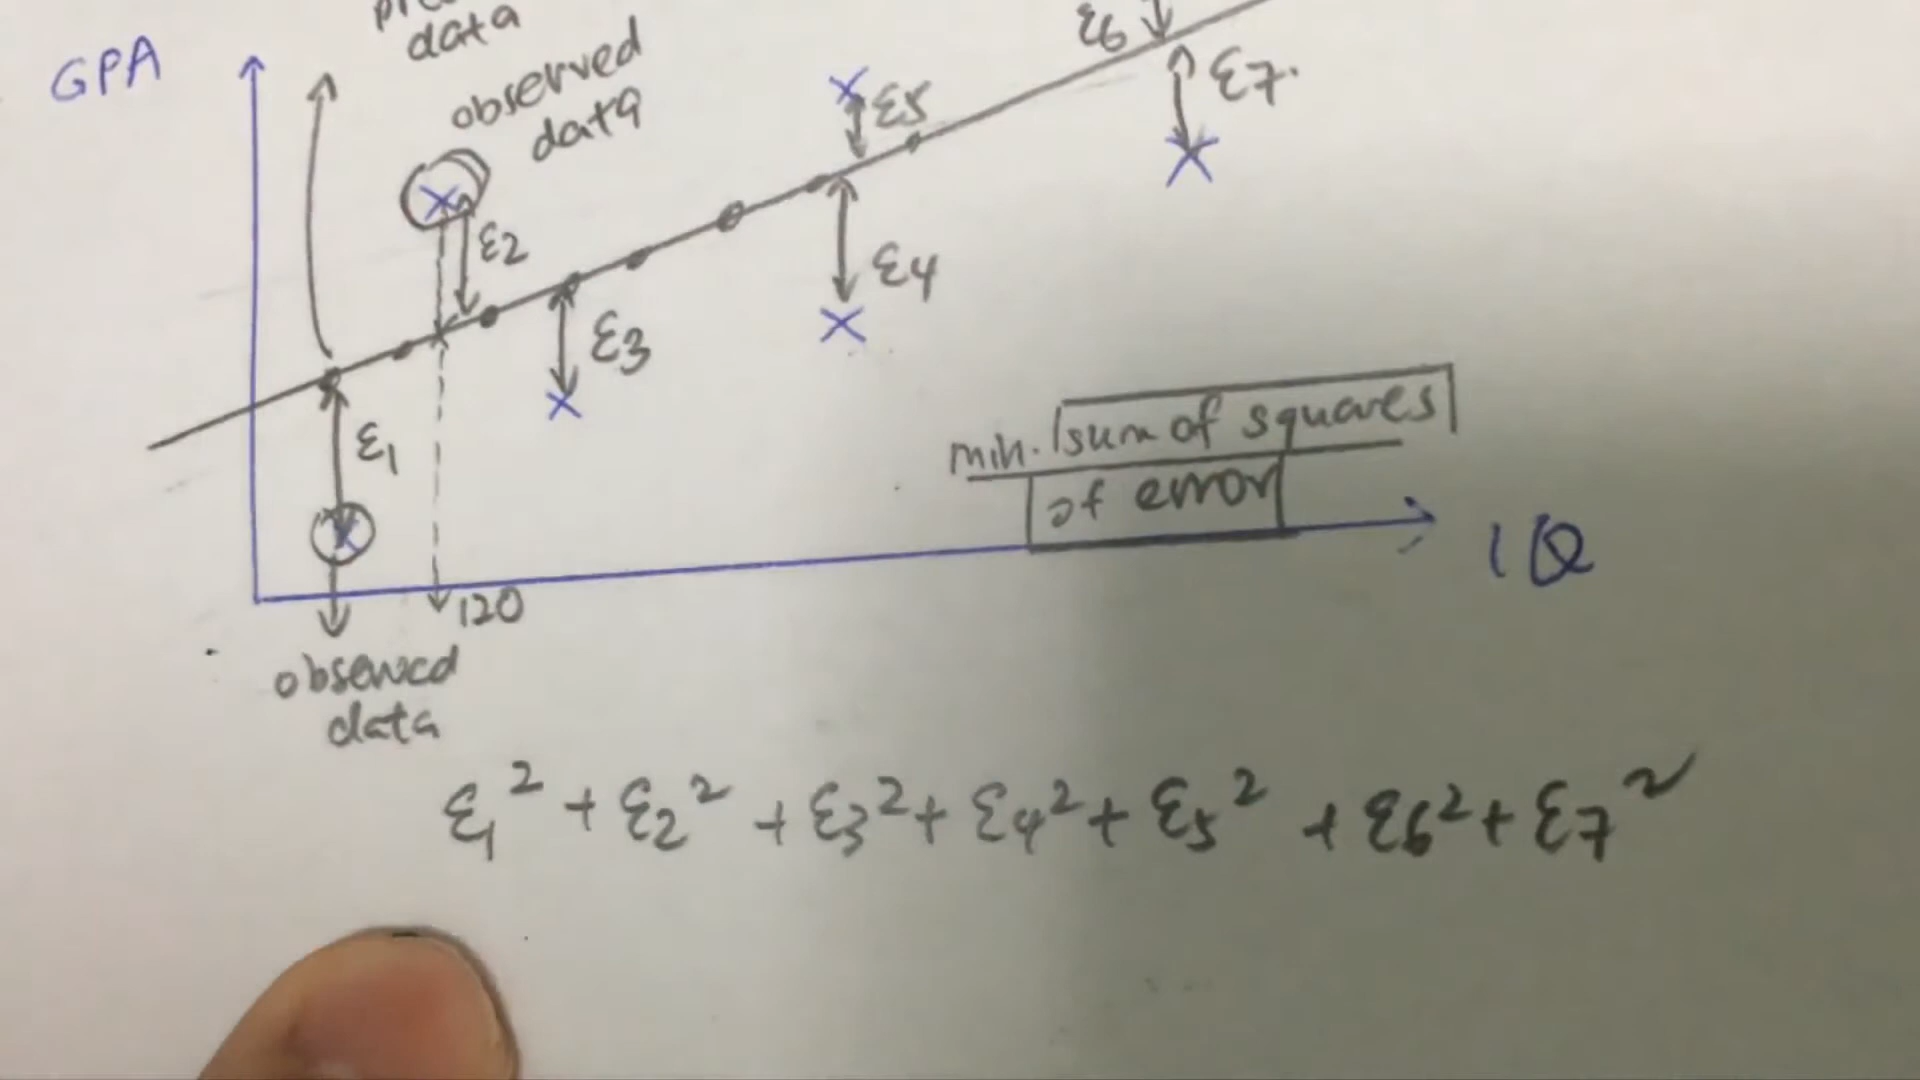 data
GPA
observed
data
ε6
ε7.
ε5
ε2
ε4
ε3
ε1
min. sum of squares
of error
IQ
120
observed
data
ε1² + ε2² + ε3² + ε4² + ε5² + ε6² + ε7²